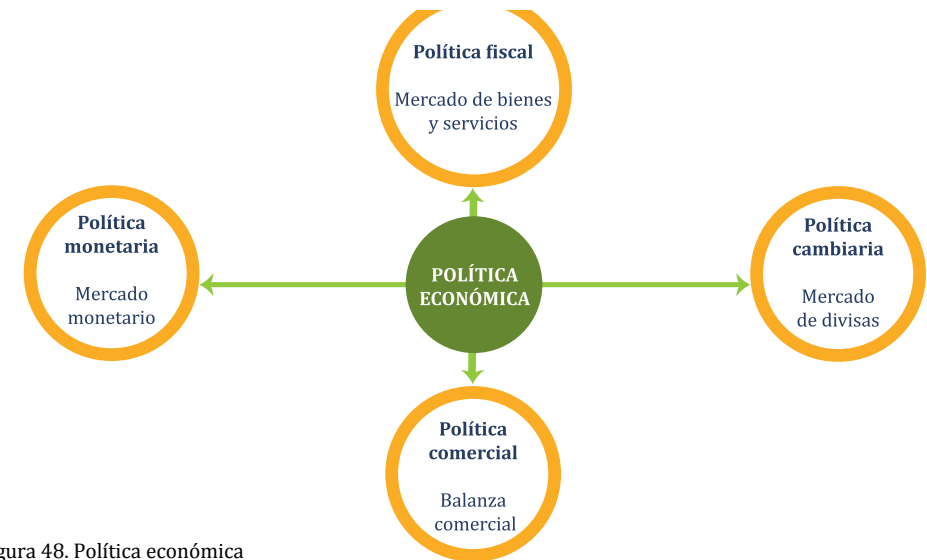 Política fiscal
Mercado de bienes
y servicios
Política
monetaria
Mercado
monetario
POLÍTICA
ECONÓMICA
Política
cambiaria
Mercado
de divisas
Política
comercial
Balanza
comercial
gura 48. Política económica